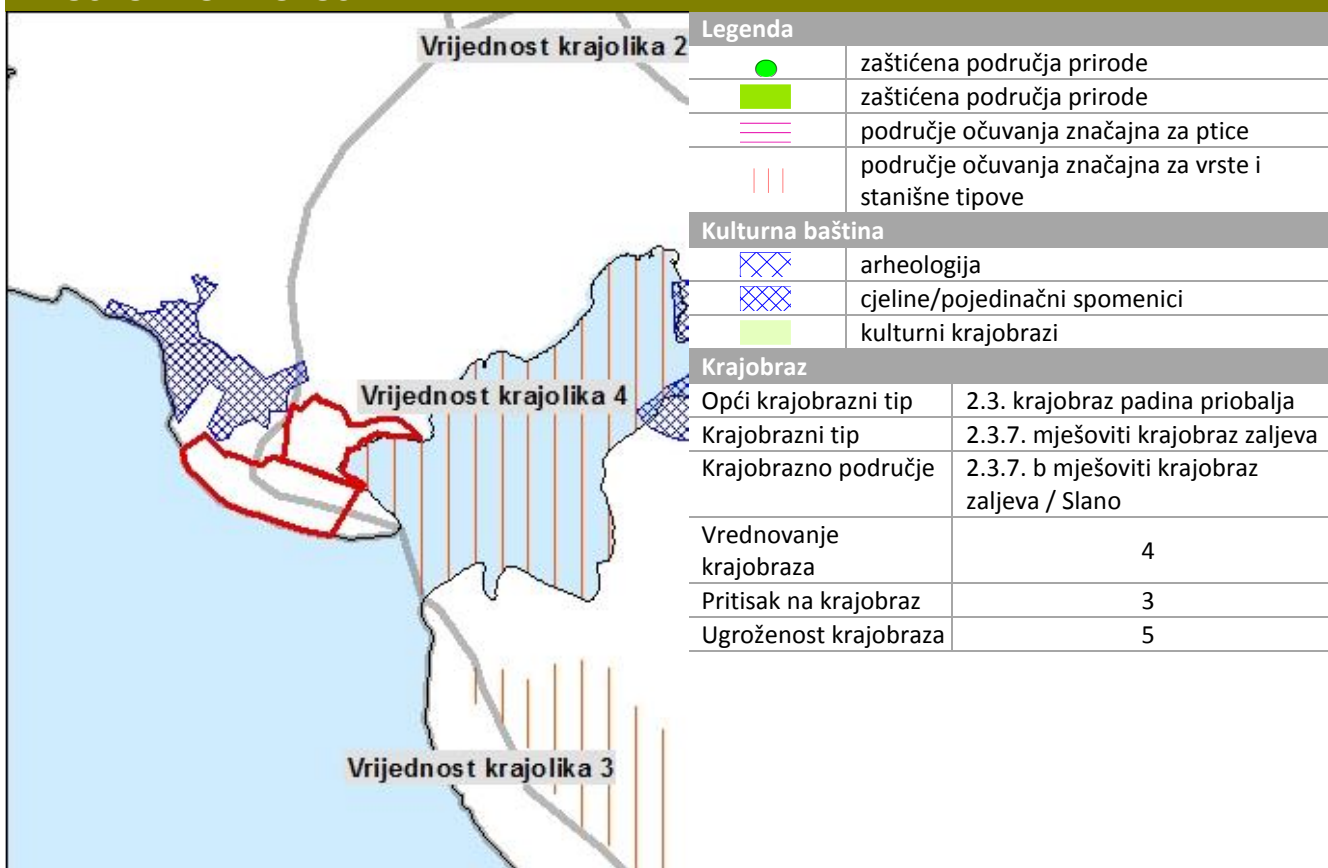 Vrijednost krajolika 2
Vrijednost krajolika 4
Vrijednost krajolika 3
Legenda
zaštićena područja prirode
zaštićena područja prirode
područje očuvanja značajna za ptice
područje očuvanja značajna za vrste i
stanišne tipove
Kulturna baština
arheologija
cjeline/pojedinačni spomenici
kulturni krajobrazi
Krajobraz
Opći krajobrazni tip 2.3. krajobraz padina priobalja
Krajobrazni tip 2.3.7. mješoviti krajobraz zaljeva
Krajobrazno područje 2.3.7. b mješoviti krajobraz
zaljeva / Slano
Vrednovanje
krajobraza 4
Pritisak na krajobraz 3
Ugroženost krajobraza 5